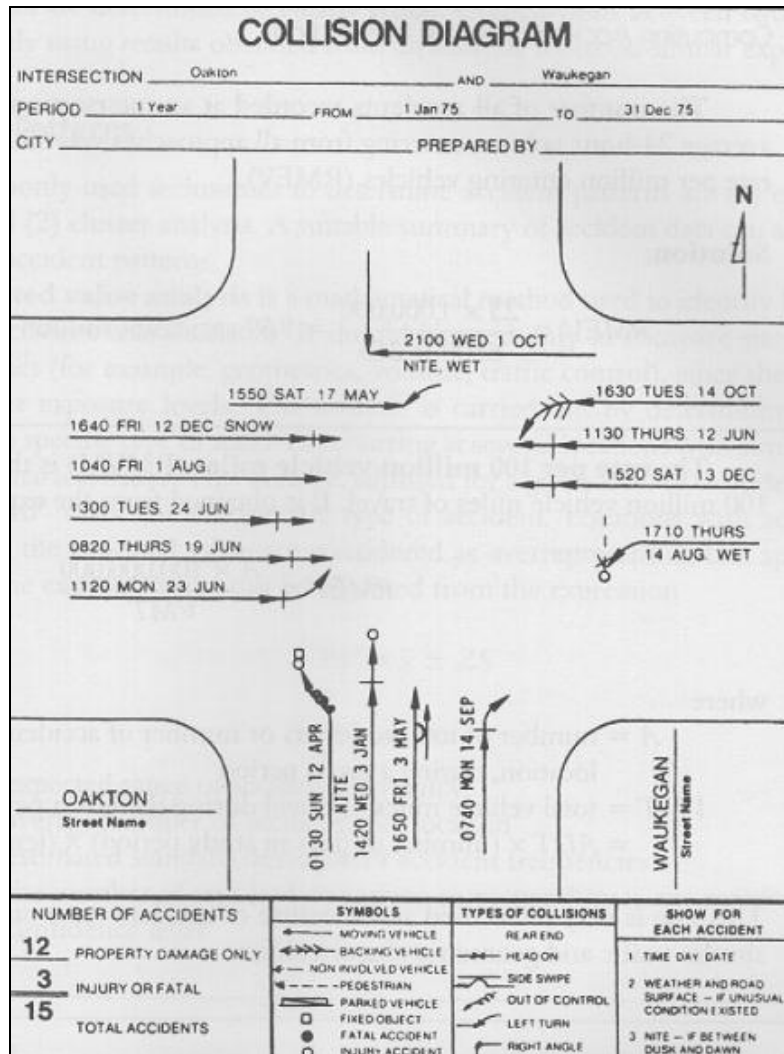 COLLISION DIAGRAM
INTERSECTION Oakton AND Waukegan
PERIOD 1 Year FROM 1 Jan 75 TO 31 Dec 75
CITY PREPARED BY
N
2100 WED 1 OCT
NITE, WET
1550 SAT 17 MAY
1630 TUES 14 OCT
1640 FRI. 12 DEC SNOW
1130 THURS 12 JUN
1040 FRI 1 AUG
1520 SAT 13 DEC
1300 TUES 24 JUN
0820 THURS 19 JUN
1710 THURS
14 AUG. WET
1120 MON 23 JUN
0130 SUN 12 APR
NITE
1420 WED 3 JAN
1650 FRI, 3 MAY
0740 MON 14 SEP
OAKTON
Street Name
WAUKEGAN
Street Name
NUMBER OF ACCIDENTS
12 PROPERTY DAMAGE ONLY
3 INJURY OR FATAL
15 TOTAL ACCIDENTS
SYMBOLS
MOVING VEHICLE
BACKING VEHICLE
NON INVOLVED VEHICLE
PEDESTRIAN
PARKED VEHICLE
FIXED OBJECT
FATAL ACCIDENT
INJURY ACCIDENT
TYPES OF COLLISIONS
REAR END
HEAD ON
SIDE SWIPE
OUT OF CONTROL
LEFT TURN
RIGHT ANGLE
SHOW FOR
EACH ACCIDENT
1 TIME DAY DATE
2 WEATHER AND ROAD
SURFACE – IF UNUSUAL
CONDITION EXISTED
3 NITE – IF BETWEEN
DUSK AND DAWN